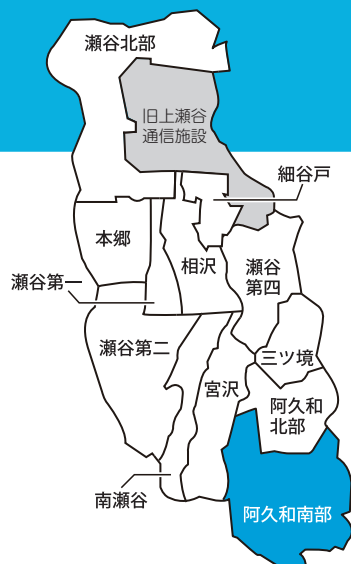 瀬谷北部
旧上瀬谷
通信施設
細谷戸
本郷
相沢
瀬谷
第四
瀬谷第一
瀬谷第二
三ツ境
宮沢
阿久和
北部
南瀬谷
阿久和南部